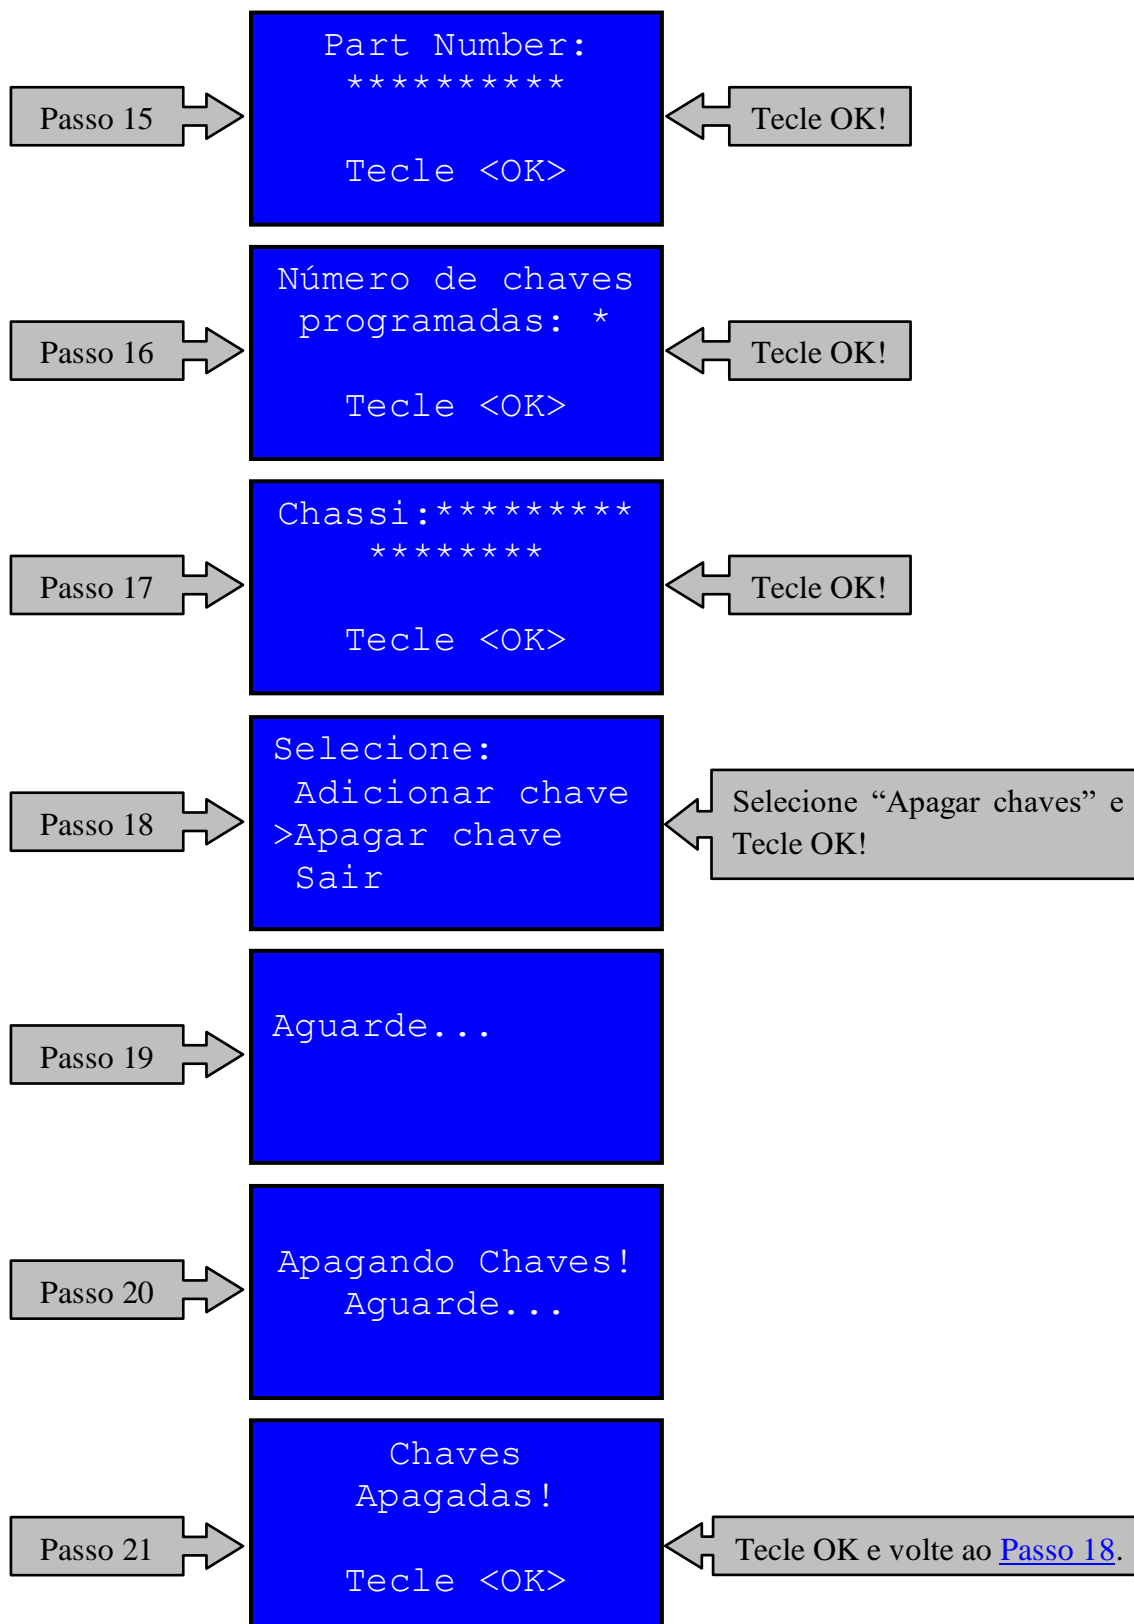 Part Number:
**********
Passo 15
Tecle OK!
Tecle <OK>
Número de chaves
programadas: *
Passo 16
Tecle OK!
Tecle <OK>
Chassi:*********
********
Passo 17
Tecle OK!
Tecle <OK>
Selecione:
Adicionar chave
>Apagar chave
Sair
Passo 18
Selecione “Apagar chaves” e
Tecle OK!
Aguarde...
Passo 19
Apagando Chaves!
Aguarde...
Passo 20
Chaves
Apagadas!
Passo 21
Tecle OK e volte ao Passo 18.
Tecle <OK>